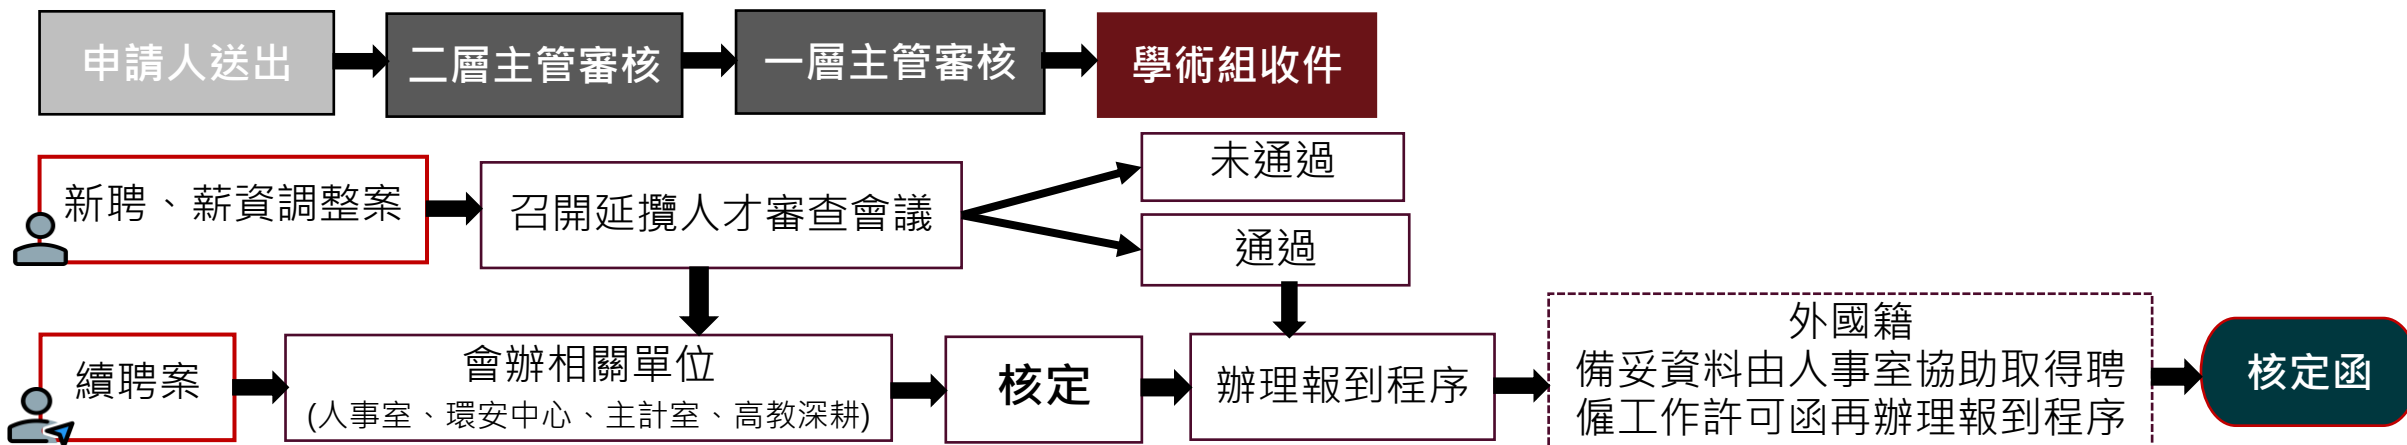 申請人送出
二層主管審核
一層主管審核
學術組收件
新聘、薪資調整案
召開延攬人才審查會議
未通過
通過
續聘案
會辦相關單位
(人事室、環安中心、主計室、高教深耕)
核定
辦理報到程序
外國籍
備妥資料由人事室協助取得聘
僱工作許可函再辦理報到程序
核定函